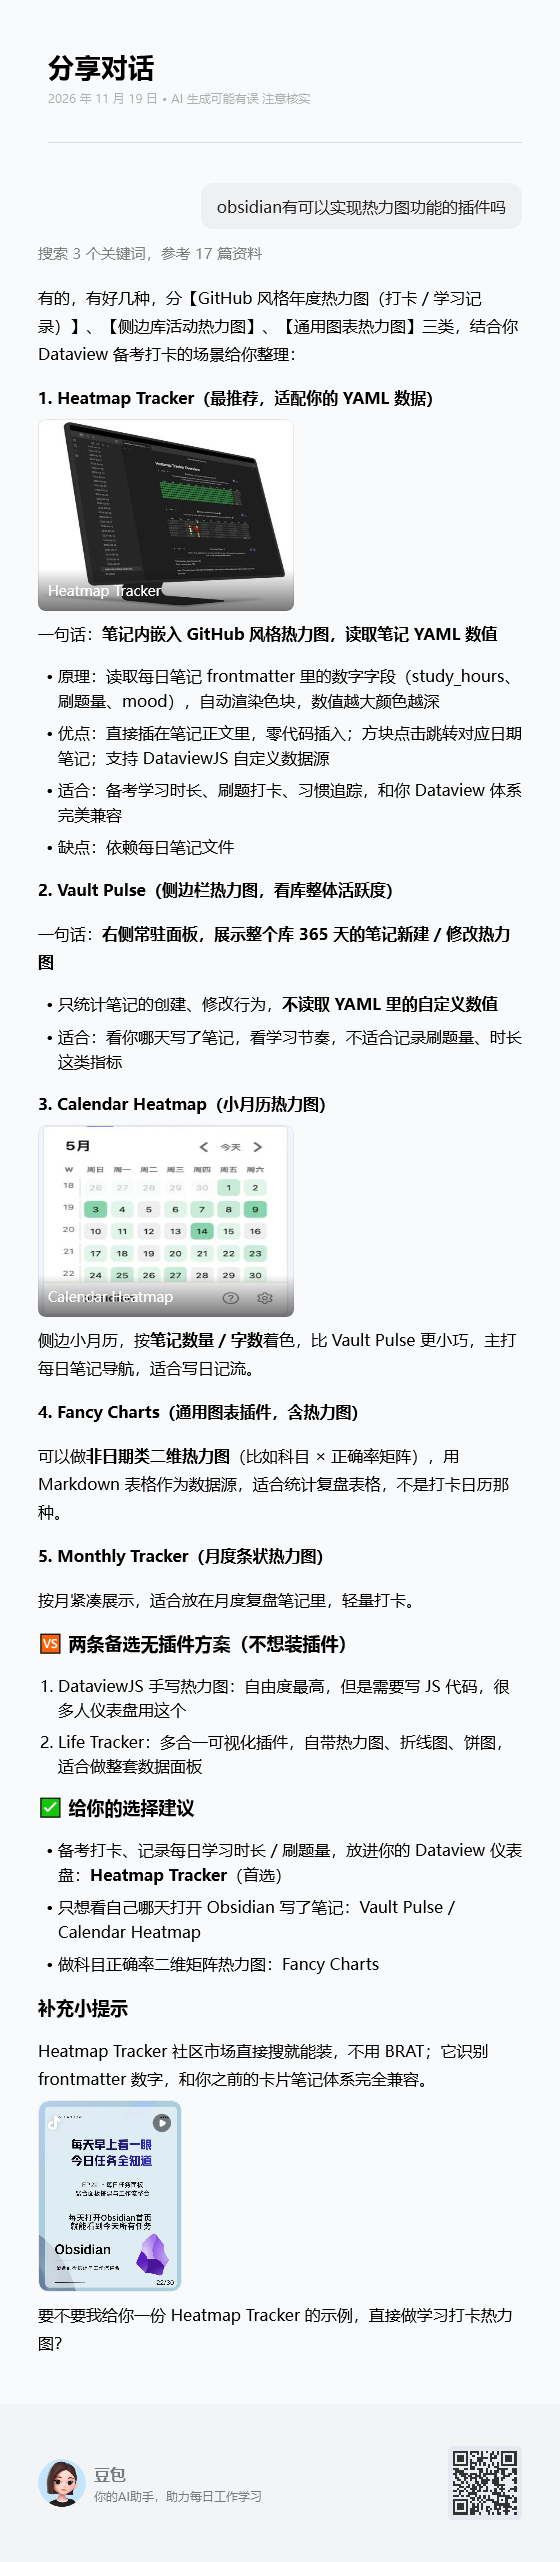 分享对话
2026 年 11 月 19 日 • AI 生成可能有误 注意核实
obsidian有可以实现热力图功能的插件吗
搜索 3 个关键词，参考 17 篇资料
有的，有好几种，分【GitHub 风格年度热力图（打卡 / 学习记
录）】、【侧边库活动热力图】、【通用图表热力图】三类，结合你
Dataview 备考打卡的场景给你整理：
1. Heatmap Tracker（最推荐，适配你的 YAML 数据）
Heatmap Tracker
一句话：笔记内嵌入 GitHub 风格热力图，读取笔记 YAML 数值
• 原理：读取每日笔记 frontmatter 里的数字字段（study_hours、
刷题量、mood），自动渲染色块，数值越大颜色越深
• 优点：直接插在笔记正文里，零代码插入；方块点击跳转对应日期
笔记；支持 DataviewJS 自定义数据源
• 适合：备考学习时长、刷题打卡、习惯追踪，和你 Dataview 体系
完美兼容
• 缺点：依赖每日笔记文件
2. Vault Pulse（侧边栏热力图，看库整体活跃度）
一句话：右侧常驻面板，展示整个库 365 天的笔记新建 / 修改热力
图
• 只统计笔记的创建、修改行为，不读取 YAML 里的自定义数值
• 适合：看你哪天写了笔记，看学习节奏，不适合记录刷题量、时长
这类指标
3. Calendar Heatmap（小月历热力图）
5月 今天
W 周日 周一 周二 周三 周四 周五 周六
18 26 27 28 29 30 1 2
19 3 4 5 6 7 8 9
20 10 11 12 13 14 15 16
21 17 18 19 20 21 22 23
22 24 25 26 27 28 29 30
Calendar Heatmap
侧边小月历，按笔记数量 / 字数着色，比 Vault Pulse 更小巧，主打
每日笔记导航，适合写日记流。
4. Fancy Charts（通用图表插件，含热力图）
可以做非日期类二维热力图（比如科目 × 正确率矩阵），用
Markdown 表格作为数据源，适合统计复盘表格，不是打卡日历那
种。
5. Monthly Tracker（月度条状热力图）
按月紧凑展示，适合放在月度复盘笔记里，轻量打卡。
🆚 两条备选无插件方案（不想装插件）
1. DataviewJS 手写热力图：自由度最高，但是需要写 JS 代码，很
多人仪表盘用这个
2. Life Tracker：多合一可视化插件，自带热力图、折线图、饼图，
适合做整套数据面板
✅ 给你的选择建议
• 备考打卡、记录每日学习时长 / 刷题量，放进你的 Dataview 仪表
盘：Heatmap Tracker（首选）
• 只想看自己哪天打开 Obsidian 写了笔记：Vault Pulse /
Calendar Heatmap
• 做科目正确率二维矩阵热力图：Fancy Charts
补充小提示
Heatmap Tracker 社区市场直接搜就能装，不用 BRAT；它识别
frontmatter 数字，和你之前的卡片笔记体系完全兼容。
每天早上看一眼
今日任务全知道
每天打开Obsidian首页
就能看到今天所有任务
Obsidian
22/30
要不要我给你一份 Heatmap Tracker 的示例，直接做学习打卡热力
图？
豆包
你的AI助手，助力每日工作学习